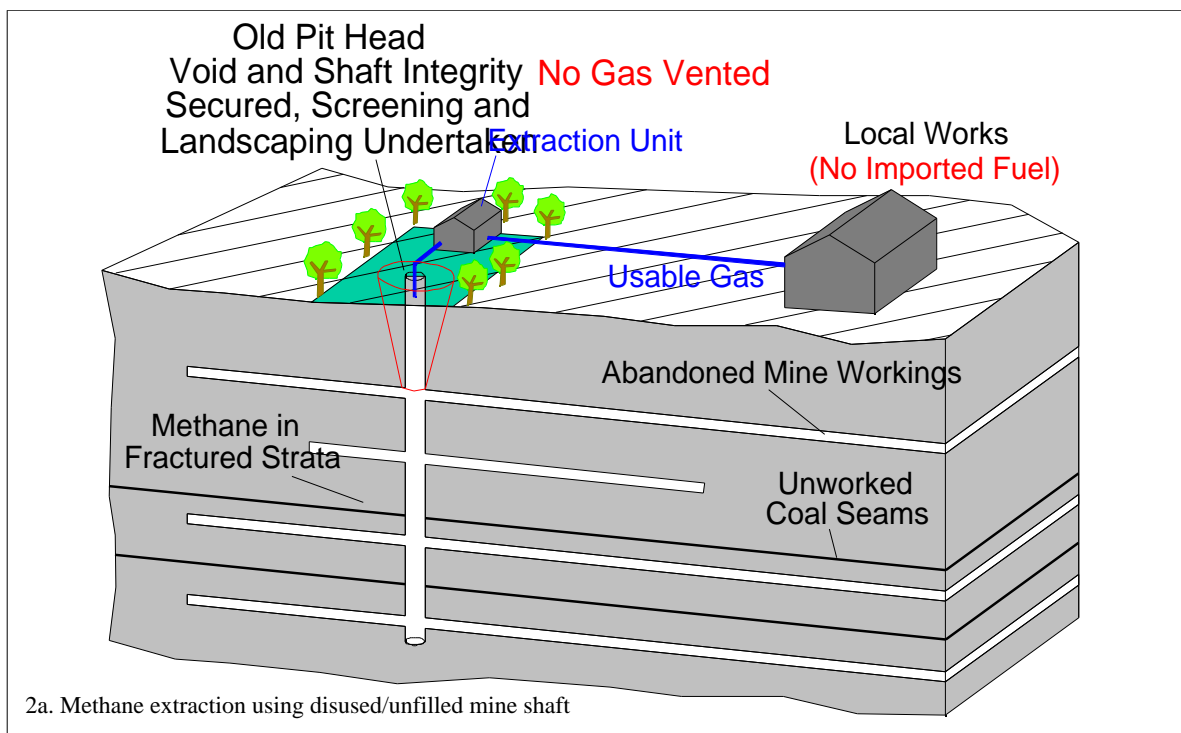 Old Pit Head
Void and Shaft Integrity
Secured, Screening and
Landscaping Undertaken
No Gas Vented
Extraction Unit
Local Works
(No Imported Fuel)
Usable Gas
Abandoned Mine Workings
Methane in
Fractured Strata
Unworked
Coal Seams
2a. Methane extraction using disused/unfilled mine shaft